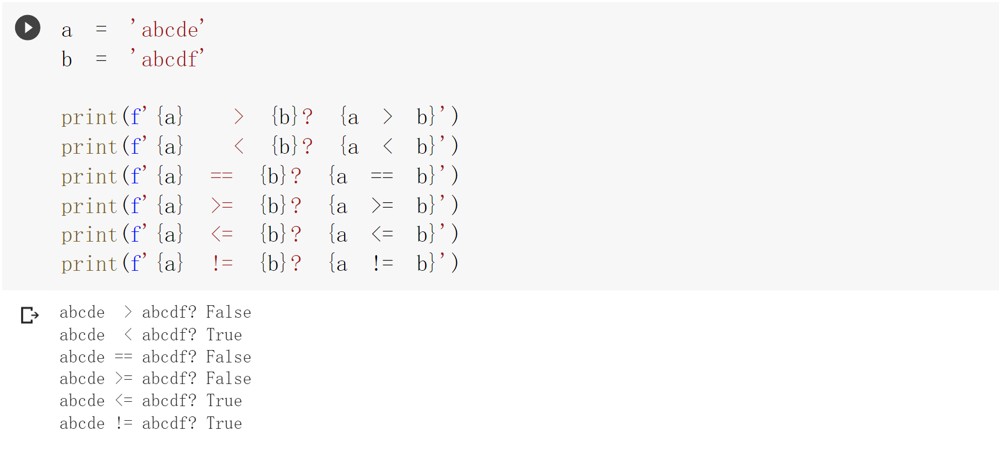 a = 'abcde'
b = 'abcdf'
print(f'{a}  > {b}? {a > b}')
print(f'{a}  < {b}? {a < b}')
print(f'{a} == {b}? {a == b}')
print(f'{a} >= {b}? {a >= b}')
print(f'{a} <= {b}? {a <= b}')
print(f'{a} != {b}? {a != b}')
abcde  > abcdf? False
abcde  < abcdf? True
abcde == abcdf? False
abcde >= abcdf? False
abcde <= abcdf? True
abcde != abcdf? True